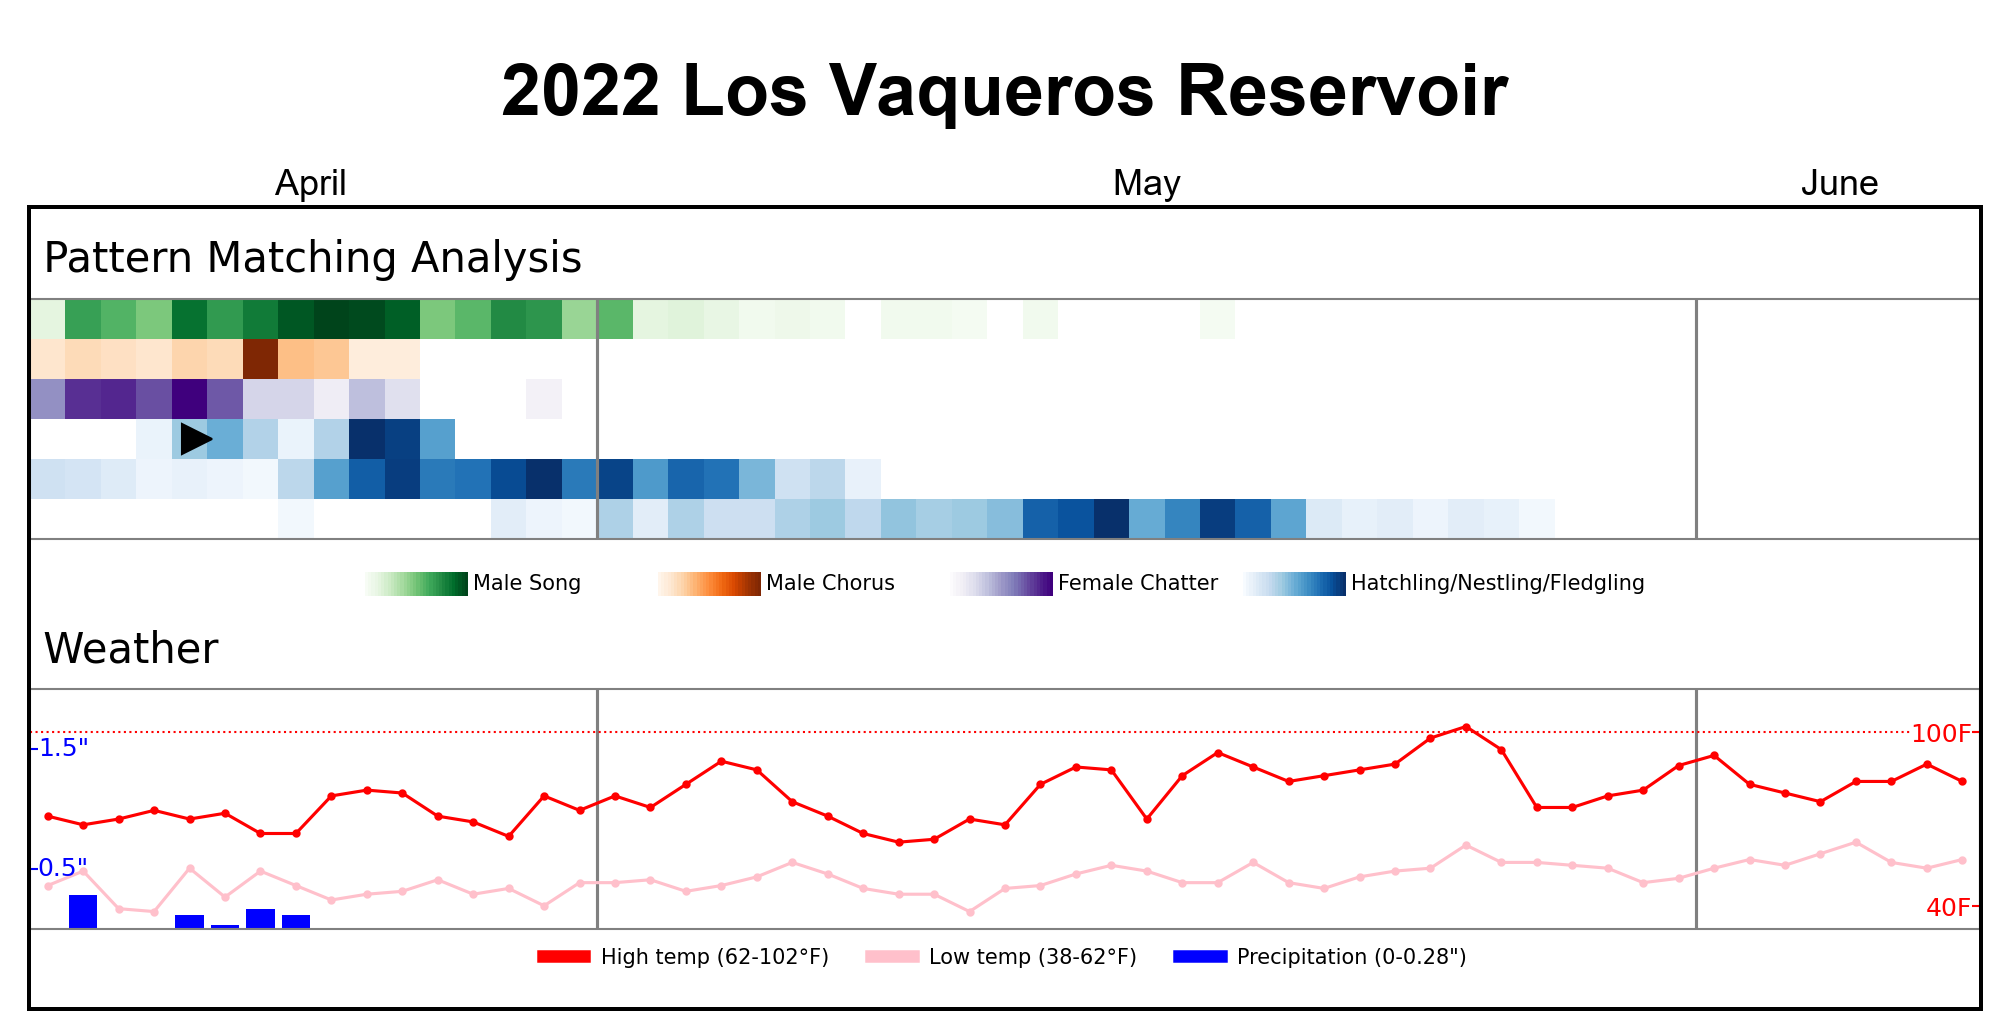 2022 Los Vaqueros Reservoir
April May June
Pattern Matching Analysis
Male Song Male Chorus Female Chatter Hatchling/Nestling/Fledgling
Weather
1.5" 100F
0.5" 40F
High temp (62-102°F) Low temp (38-62°F) Precipitation (0-0.28")